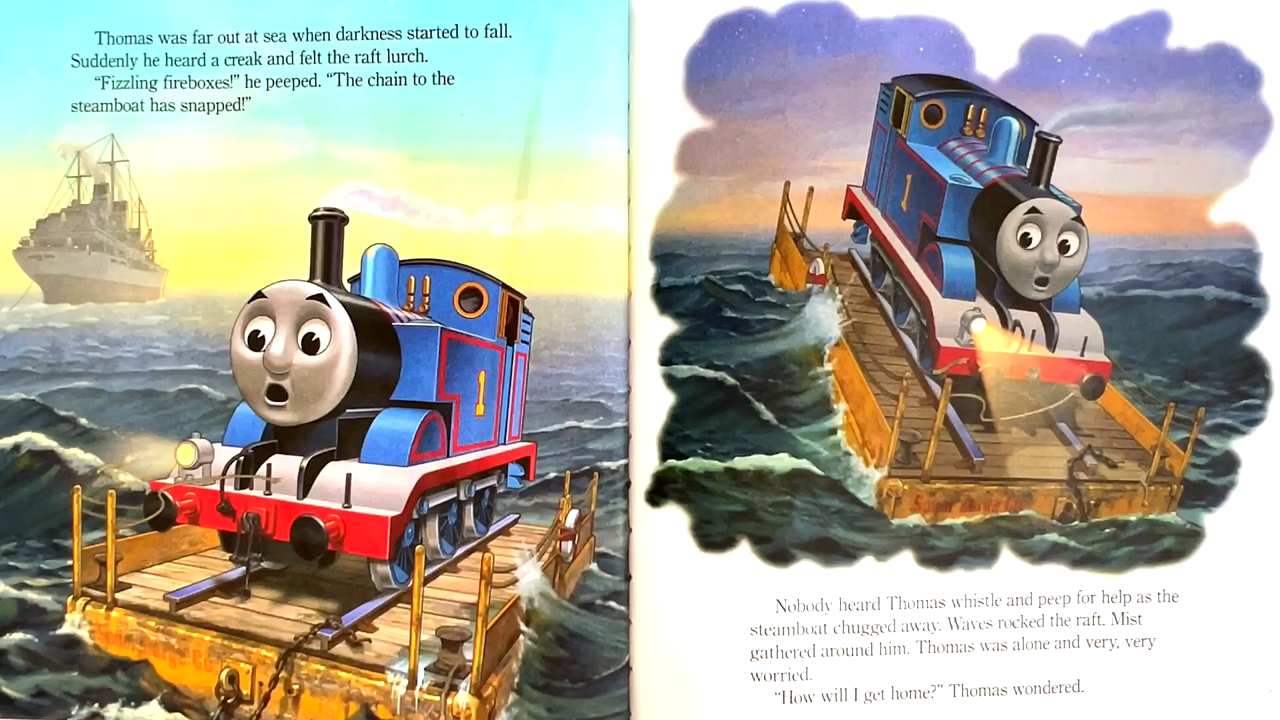 Thomas was far out at sea when darkness started to fall.
Suddenly he heard a creak and felt the raft lurch.
“Fizzling fireboxes!” he peeped. “The chain to the
steamboat has snapped!”
1
1
Nobody heard Thomas whistle and peep for help as the
steamboat chugged away. Waves rocked the raft. Mist
gathered around him. Thomas was alone and very, very
worried.
“How will I get home?” Thomas wondered.